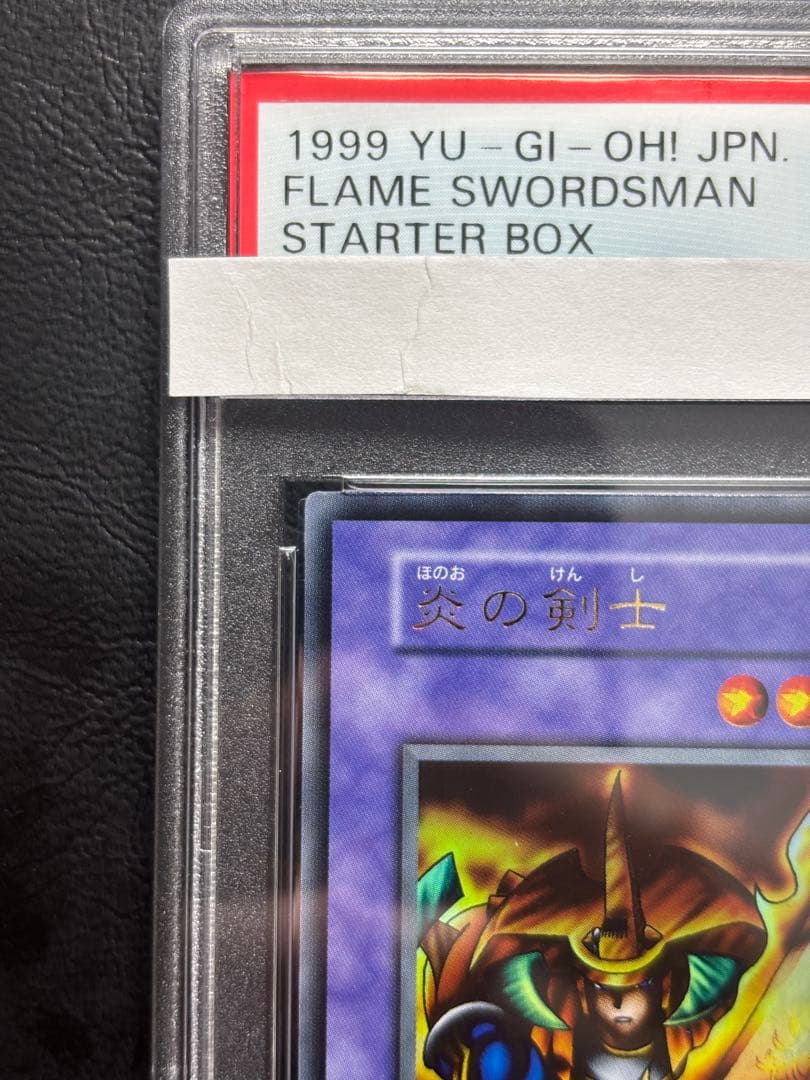 1999 YU-GI-OH! JPN.
FLAME SWORDSMAN
STARTER BOX
ほのお けん し
炎の剣士